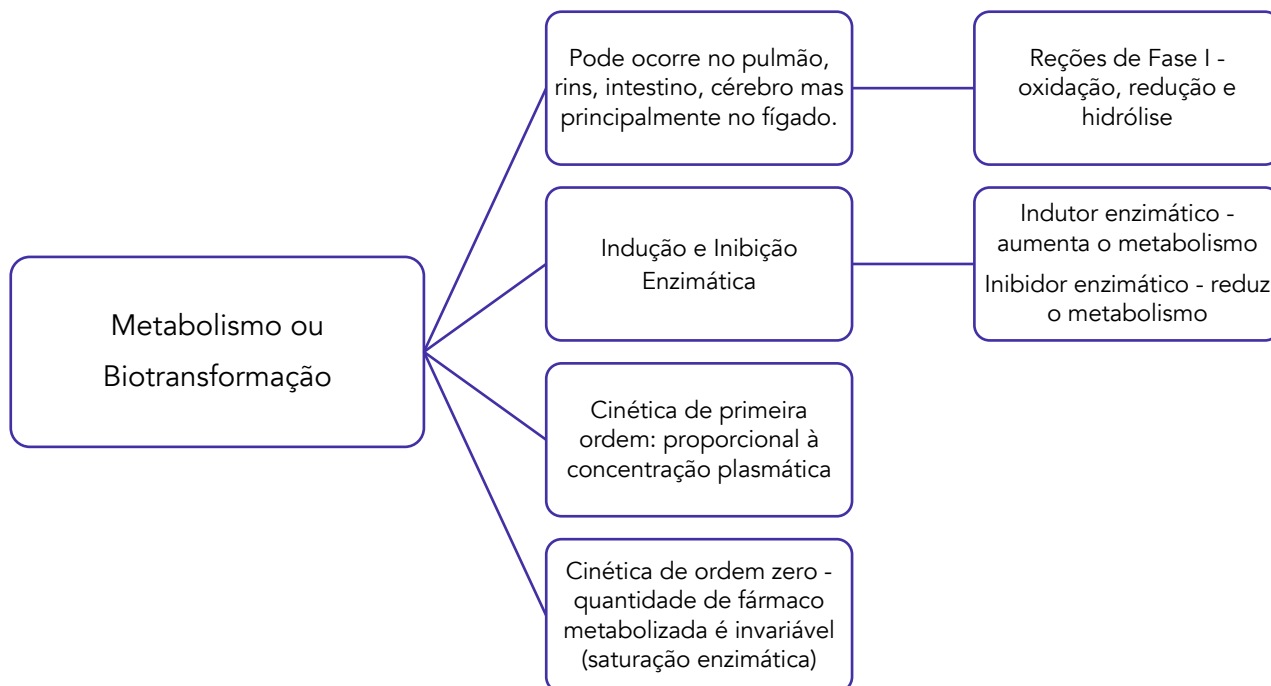 Metabolismo ou
Biotransformação
Pode ocorre no pulmão,
rins, intestino, cérebro mas
principalmente no fígado.
Reções de Fase I -
oxidação, redução e
hidrólise
Indução e Inibição
Enzimática
Indutor enzimático -
aumenta o metabolismo
Inibidor enzimático - reduz
o metabolismo
Cinética de primeira
ordem: proporcional à
concentração plasmática
Cinética de ordem zero -
quantidade de fármaco
metabolizada é invariável
(saturação enzimática)